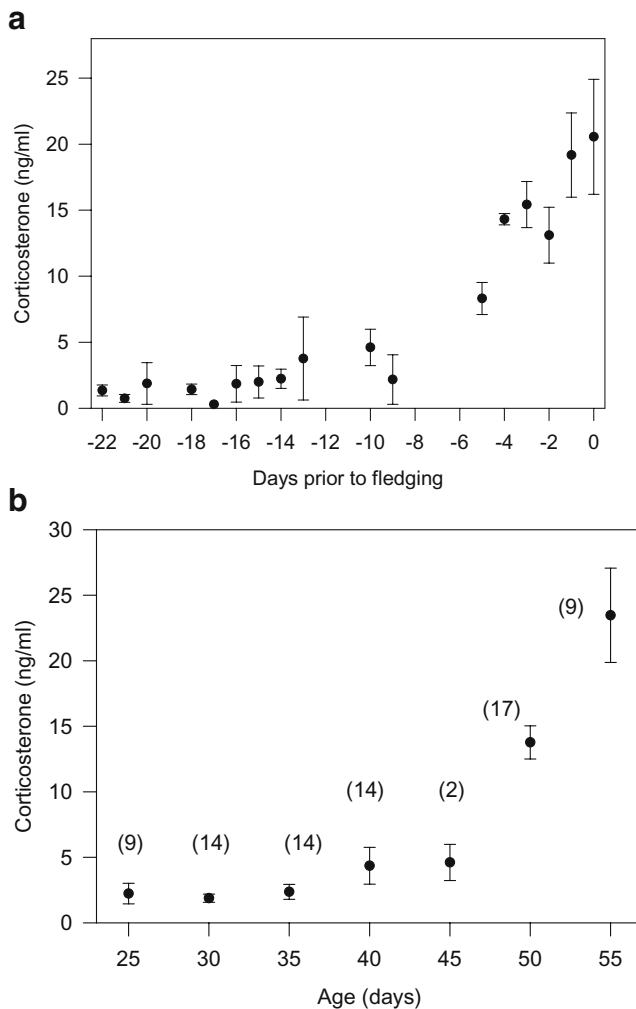 a
Corticosterone (ng/ml)
25
20
15
10
5
0
-22 -20 -18 -16 -14 -12 -10 -8 -6 -4 -2 0
Days prior to fledging
b
Corticosterone (ng/ml)
30
25
20
15
10
5
0
(9) (14) (14) (14) (2) (17) (9)
25 30 35 40 45 50 55
Age (days)